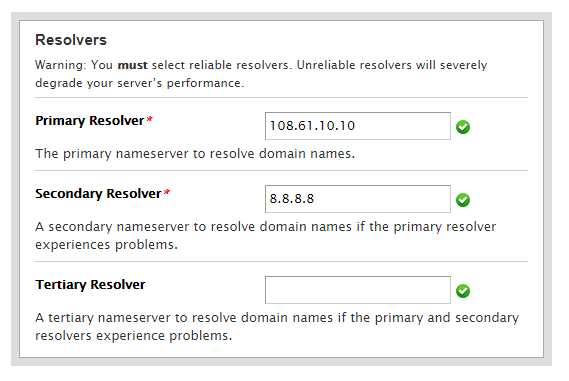 Resolvers
Warning: You must select reliable resolvers. Unreliable resolvers will severely
degrade your server's performance.
Primary Resolver*
108.61.10.10
The primary nameserver to resolve domain names.
Secondary Resolver*
8.8.8.8
A secondary nameserver to resolve domain names if the primary resolver
experiences problems.
Tertiary Resolver
A tertiary nameserver to resolve domain names if the primary and secondary
resolvers experience problems.